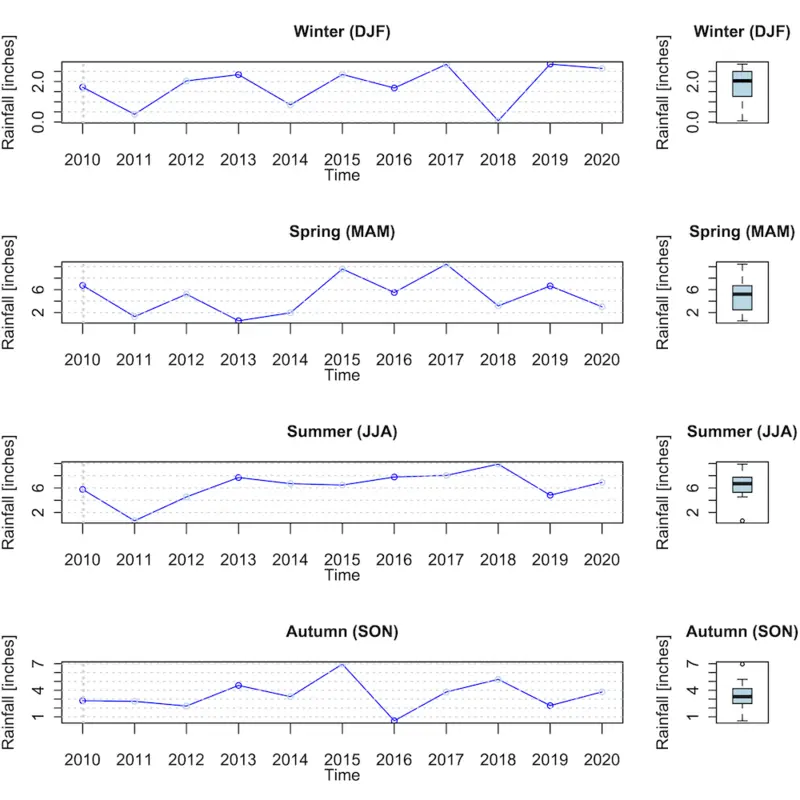 Winter (DJF)
Rainfall [inches]
0.0 2.0
2010 2011 2012 2013 2014 2015 2016 2017 2018 2019 2020
Time
Winter (DJF)
Rainfall [inches]
0.0 2.0
Spring (MAM)
Rainfall [inches]
2 6
2010 2011 2012 2013 2014 2015 2016 2017 2018 2019 2020
Time
Spring (MAM)
Rainfall [inches]
2 6
Summer (JJA)
Rainfall [inches]
2 6
2010 2011 2012 2013 2014 2015 2016 2017 2018 2019 2020
Time
Summer (JJA)
Rainfall [inches]
2 6
Autumn (SON)
Rainfall [inches]
1 4 7
2010 2011 2012 2013 2014 2015 2016 2017 2018 2019 2020
Time
Autumn (SON)
Rainfall [inches]
1 4 7